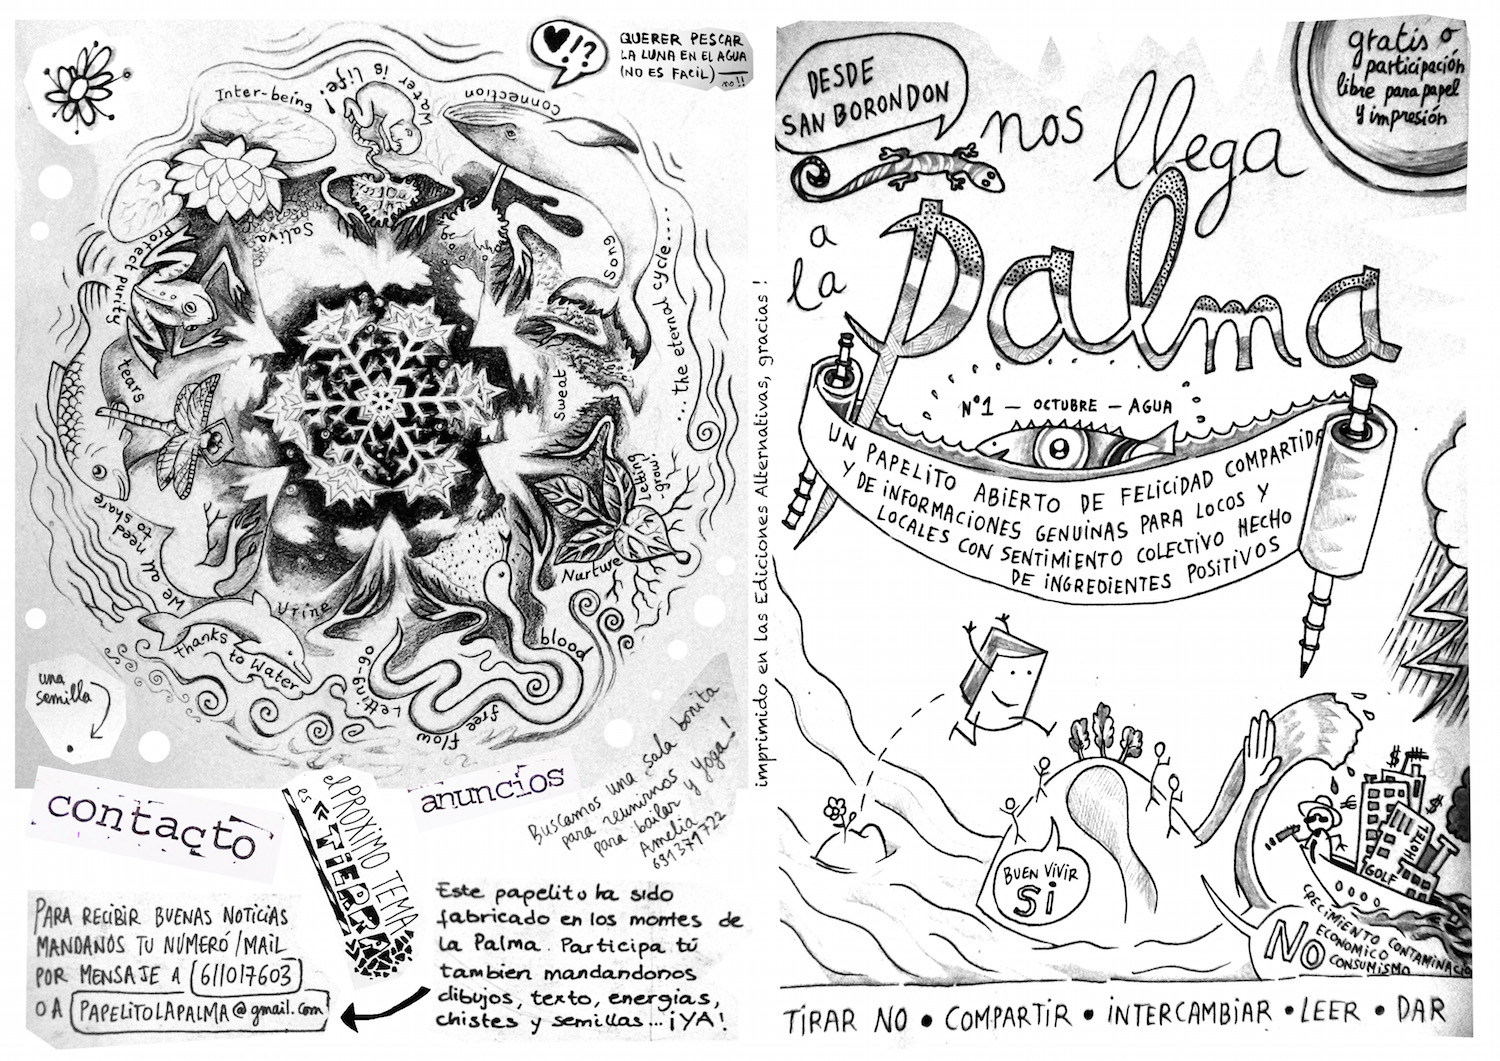 QUERER PESCAR
LA LUNA EN EL AGUA
(NO ES FACIL) — no!!
!?
Inter-being
Water is life!
connection
Saliva
Song
Protect purity
...the eternal cycle....
tears
Sweat
Letting
grow!
We all need
to share
Nurture
Urine
blood
thanks
to Water
Letting go
free flow
una
semilla
contacto
el PROXIMO TEMA
es « TIERRA
anuncios
Buscamos una sala bonita
para reunirnos
para bailar y yoga!
Amelia
691371722
PARA RECIBIR BUENAS NOTICIAS
MANDANOS TU NUMERÓ/MAIL
POR MENSAJE A 611017603
O A PAPELITOLAPALMA@gmail.com
Este papelito ha sido
fabricado en los montes de
la Palma. Participa tú
tambien mandandonos
dibujos, texto, energias,
chistes y semillas... ¡YA!
imprimido en las Ediciones Allternativas, gracias!
DESDE
SAN BORONDON
nos llega
a
la
Palma
gratis o
participación
libre para papel
y impresión
N°1 — OCTUBRE — AGUA
UN PAPELITO ABIERTO DE FELICIDAD COMPARTIDA
Y DE INFORMACIONES GENUINAS PARA LOCOS Y
LOCALES CON SENTIMIENTO COLECTIVO HECHO
DE INGREDIENTES POSITIVOS
BUEN VIVIR
Si
$
$
HOTEL
GOLF
NO
CRECIMIENTO
ECONOMICO
CONSUMISMO
TIRAR NO • COMPARTIR • INTERCAMBIAR • LEER • DAR